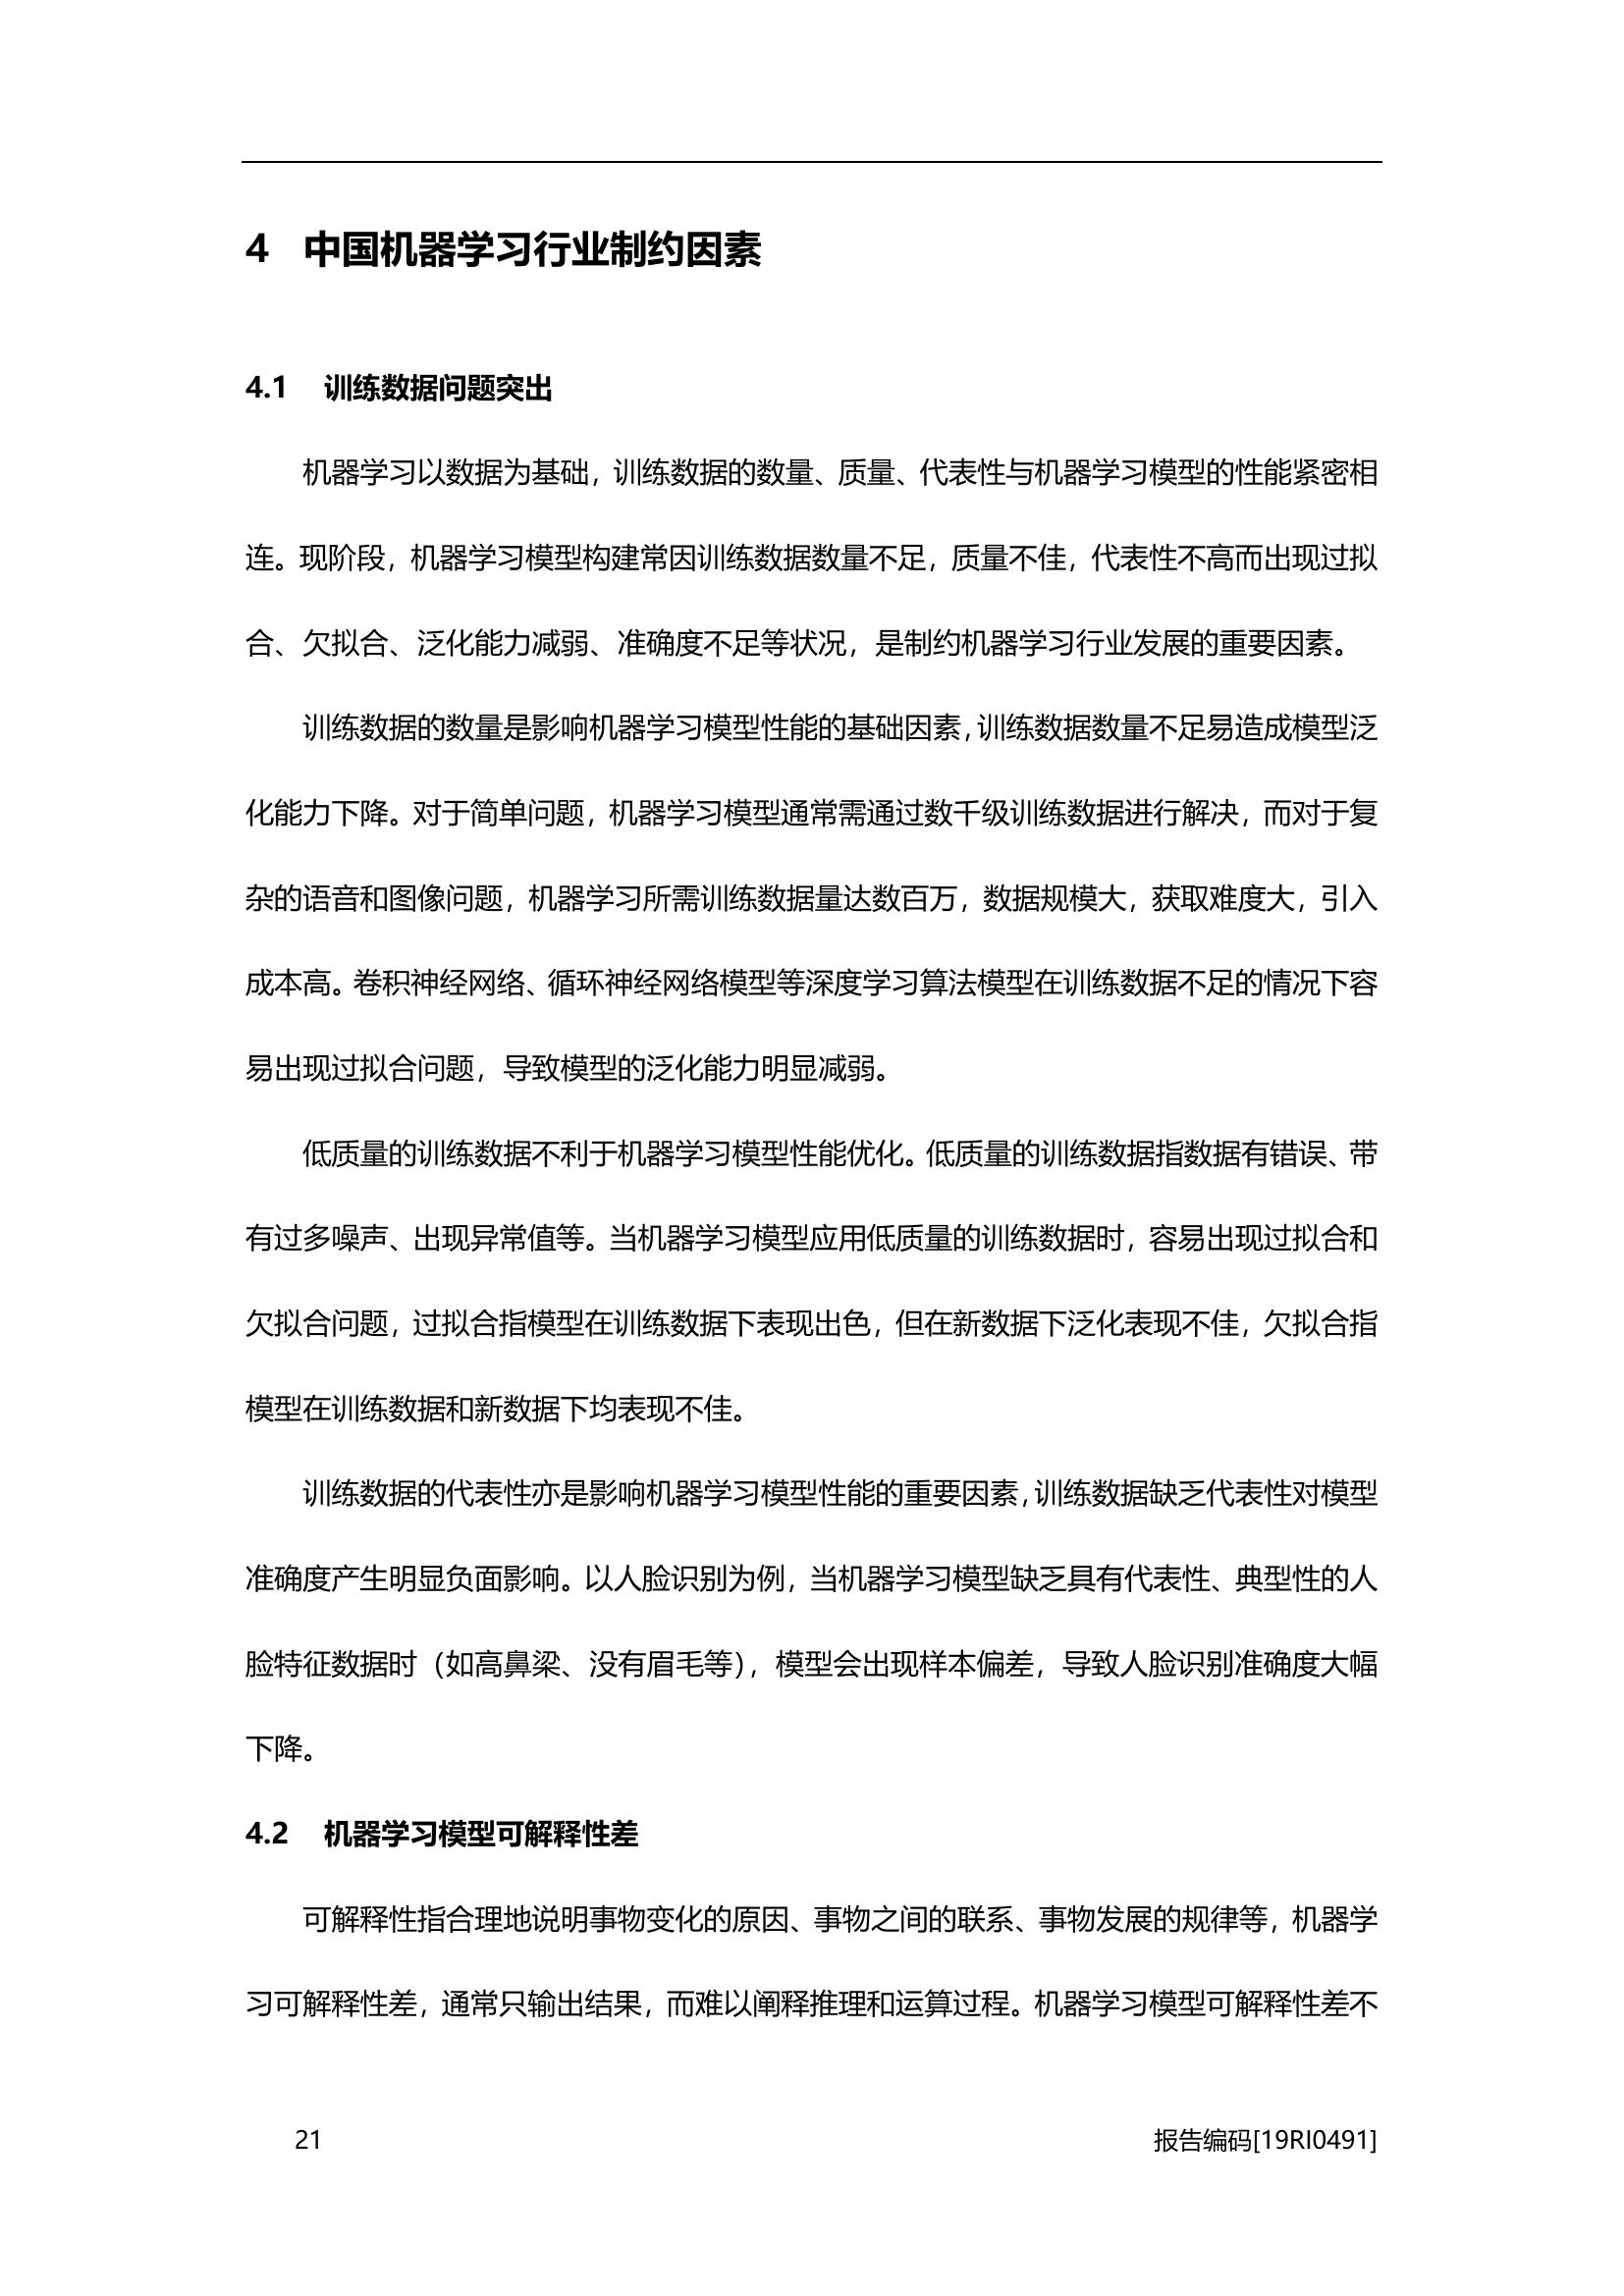 4 中国机器学习行业制约因素
4.1 训练数据问题突出
机器学习以数据为基础，训练数据的数量、质量、代表性与机器学习模型的性能紧密相
连。现阶段，机器学习模型构建常因训练数据数量不足，质量不佳，代表性不高而出现过拟
合、欠拟合、泛化能力减弱、准确度不足等状况，是制约机器学习行业发展的重要因素。
训练数据的数量是影响机器学习模型性能的基础因素，训练数据数量不足易造成模型泛
化能力下降。对于简单问题，机器学习模型通常需通过数千级训练数据进行解决，而对于复
杂的语音和图像问题，机器学习所需训练数据量达数百万，数据规模大，获取难度大，引入
成本高。卷积神经网络、循环神经网络模型等深度学习算法模型在训练数据不足的情况下容
易出现过拟合问题，导致模型的泛化能力明显减弱。
低质量的训练数据不利于机器学习模型性能优化。低质量的训练数据指数据有错误、带
有过多噪声、出现异常值等。当机器学习模型应用低质量的训练数据时，容易出现过拟合和
欠拟合问题，过拟合指模型在训练数据下表现出色，但在新数据下泛化表现不佳，欠拟合指
模型在训练数据和新数据下均表现不佳。
训练数据的代表性亦是影响机器学习模型性能的重要因素，训练数据缺乏代表性对模型
准确度产生明显负面影响。以人脸识别为例，当机器学习模型缺乏具有代表性、典型性的人
脸特征数据时（如高鼻梁、没有眉毛等），模型会出现样本偏差，导致人脸识别准确度大幅
下降。
4.2 机器学习模型可解释性差
可解释性指合理地说明事物变化的原因、事物之间的联系、事物发展的规律等，机器学
习可解释性差，通常只输出结果，而难以阐释推理和运算过程。机器学习模型可解释性差不
21 报告编码[19RI0491]